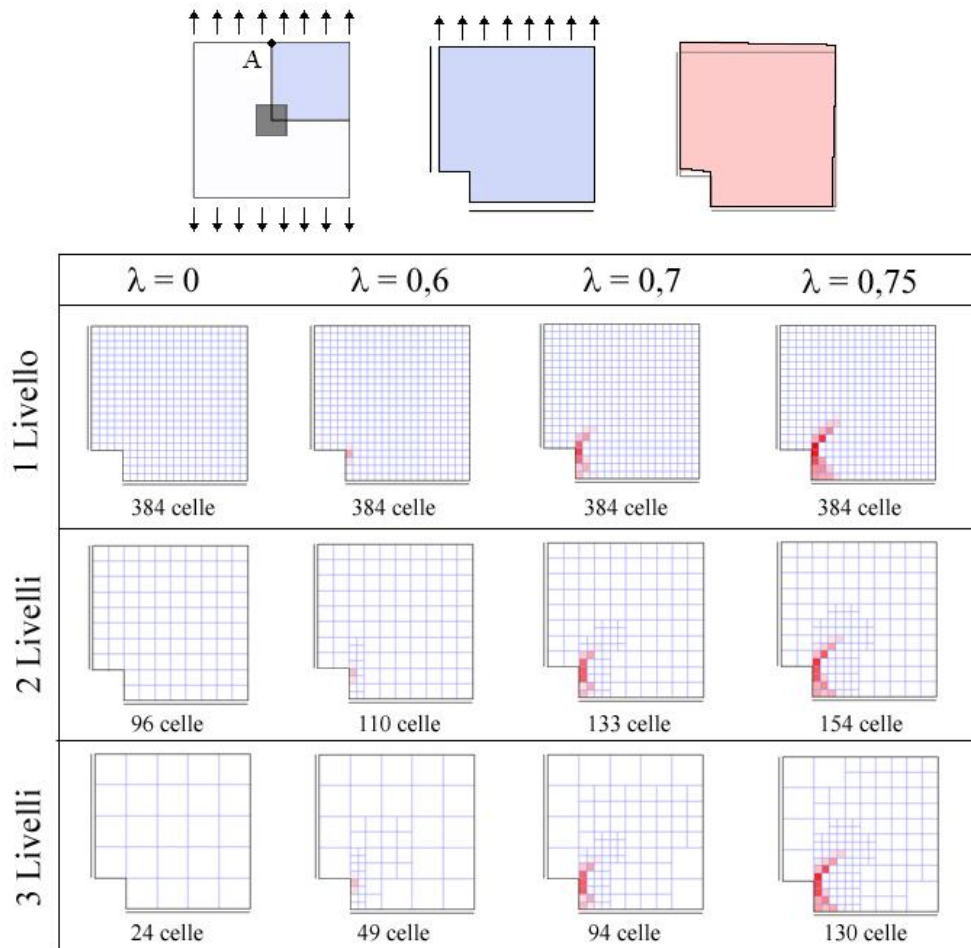 A
λ = 0 λ = 0,6 λ = 0,7 λ = 0,75
1 Livello
384 celle 384 celle 384 celle 384 celle
2 Livelli
96 celle 110 celle 133 celle 154 celle
3 Livelli
24 celle 49 celle 94 celle 130 celle